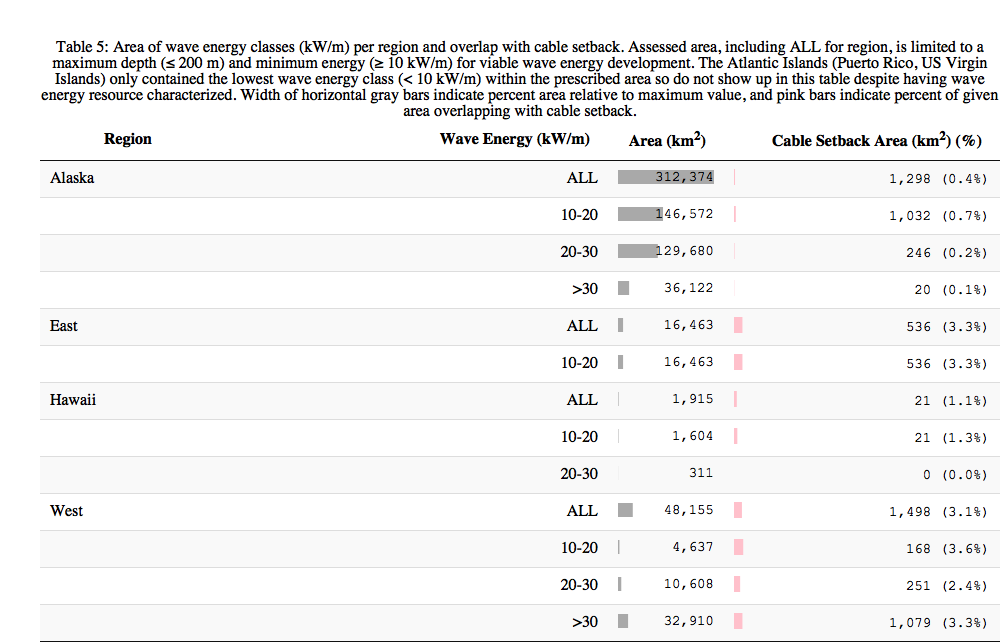 Table 5: Area of wave energy classes (kW/m) per region and overlap with cable setback. Assessed area, including ALL for region, is limited to a
maximum depth (≤ 200 m) and minimum energy (≥ 10 kW/m) for viable wave energy development. The Atlantic Islands (Puerto Rico, US Virgin
Islands) only contained the lowest wave energy class (< 10 kW/m) within the prescribed area so do not show up in this table despite having wave
energy resource characterized. Width of horizontal gray bars indicate percent area relative to maximum value, and pink bars indicate percent of given
area overlapping with cable setback.
Region Wave Energy (kW/m) Area (km²) Cable Setback Area (km²) (%)
Alaska ALL 312,374 1,298 (0.4%)
10-20 146,572 1,032 (0.7%)
20-30 129,680 246 (0.2%)
>30 36,122 20 (0.1%)
East ALL 16,463 536 (3.3%)
10-20 16,463 536 (3.3%)
Hawaii ALL 1,915 21 (1.1%)
10-20 1,604 21 (1.3%)
20-30 311 0 (0.0%)
West ALL 48,155 1,498 (3.1%)
10-20 4,637 168 (3.6%)
20-30 10,608 251 (2.4%)
>30 32,910 1,079 (3.3%)